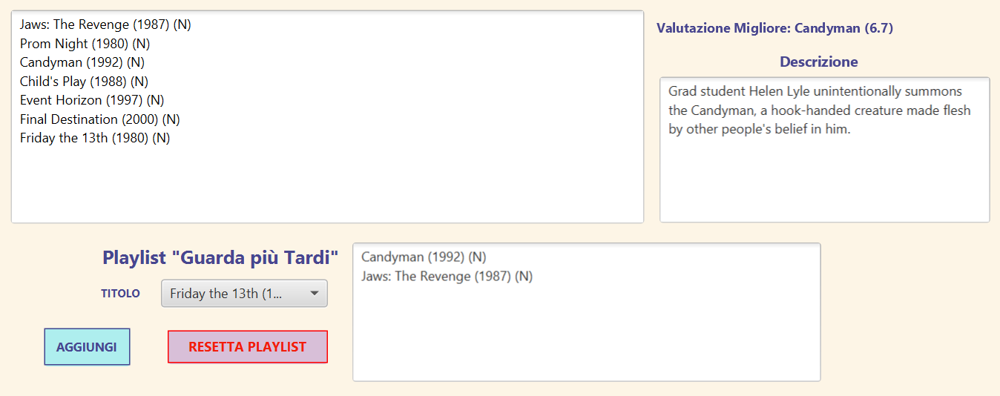 Jaws: The Revenge (1987) (N)
Prom Night (1980) (N)
Candyman (1992) (N)
Child's Play (1988) (N)
Event Horizon (1997) (N)
Final Destination (2000) (N)
Friday the 13th (1980) (N)
Valutazione Migliore: Candyman (6.7)
Descrizione
Grad student Helen Lyle unintentionally summons
the Candyman, a hook-handed creature made flesh
by other people's belief in him.
Playlist "Guarda più Tardi"
TITOLO
Friday the 13th (1...
AGGIUNGI
RESETTA PLAYLIST
Candyman (1992) (N)
Jaws: The Revenge (1987) (N)